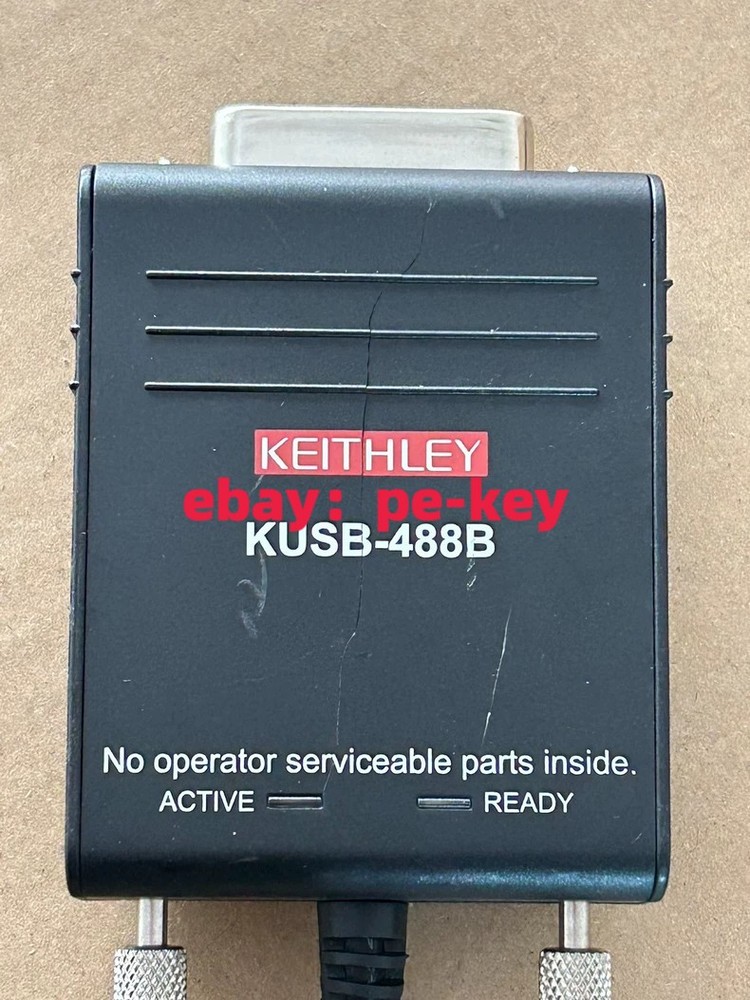 KEITHLEY
ebay: pe-key
KUSB-488B
No operator serviceable parts inside.
ACTIVE READY